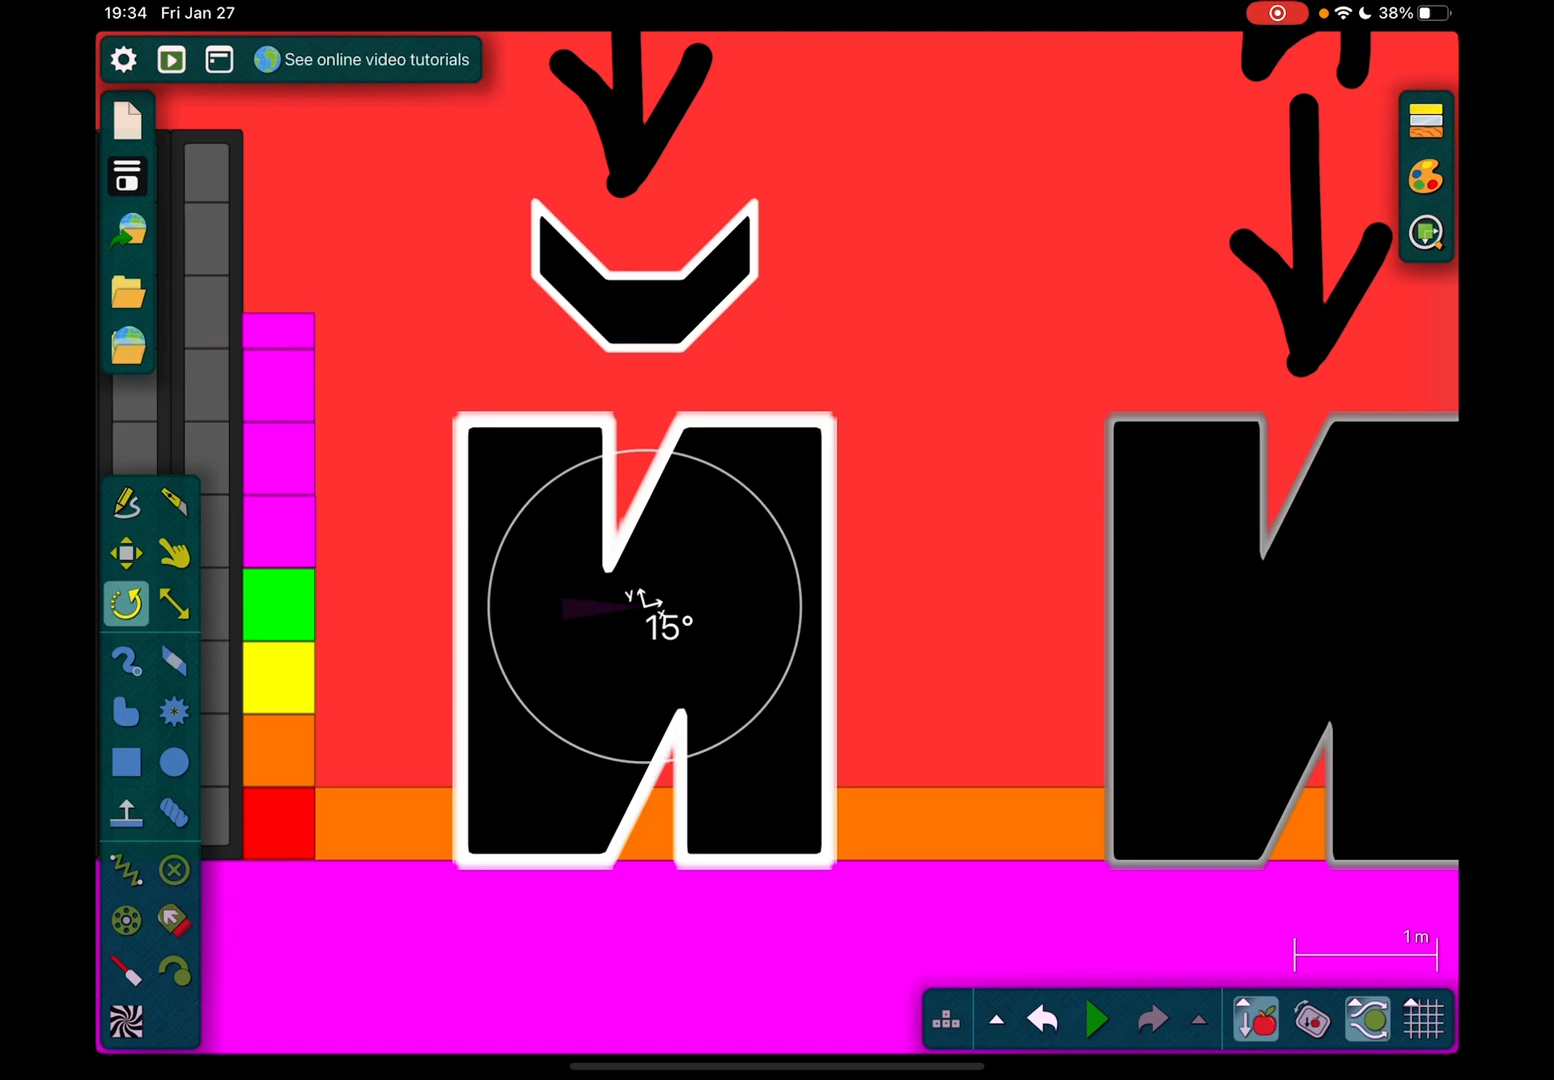 19:34 Fri Jan 27
38%
See online video tutorials
Й
И
y
x
15°
1 m